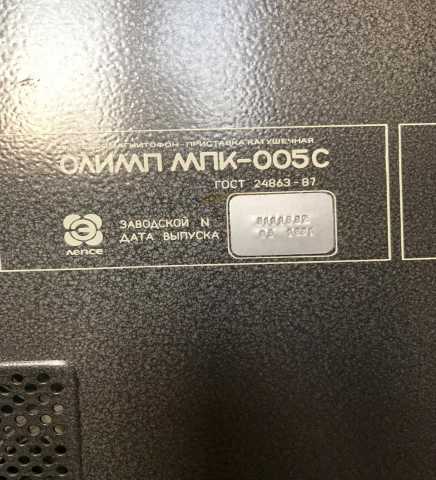 МАГНИТОФОН-ПРИСТАВКА КАТУШЕЧНАЯ
ОЛИМП МПК-005С
ГОСТ 24863-87
ЗАВОДСКОЙ N
ДАТА ВЫПУСКА
Э
лепсе